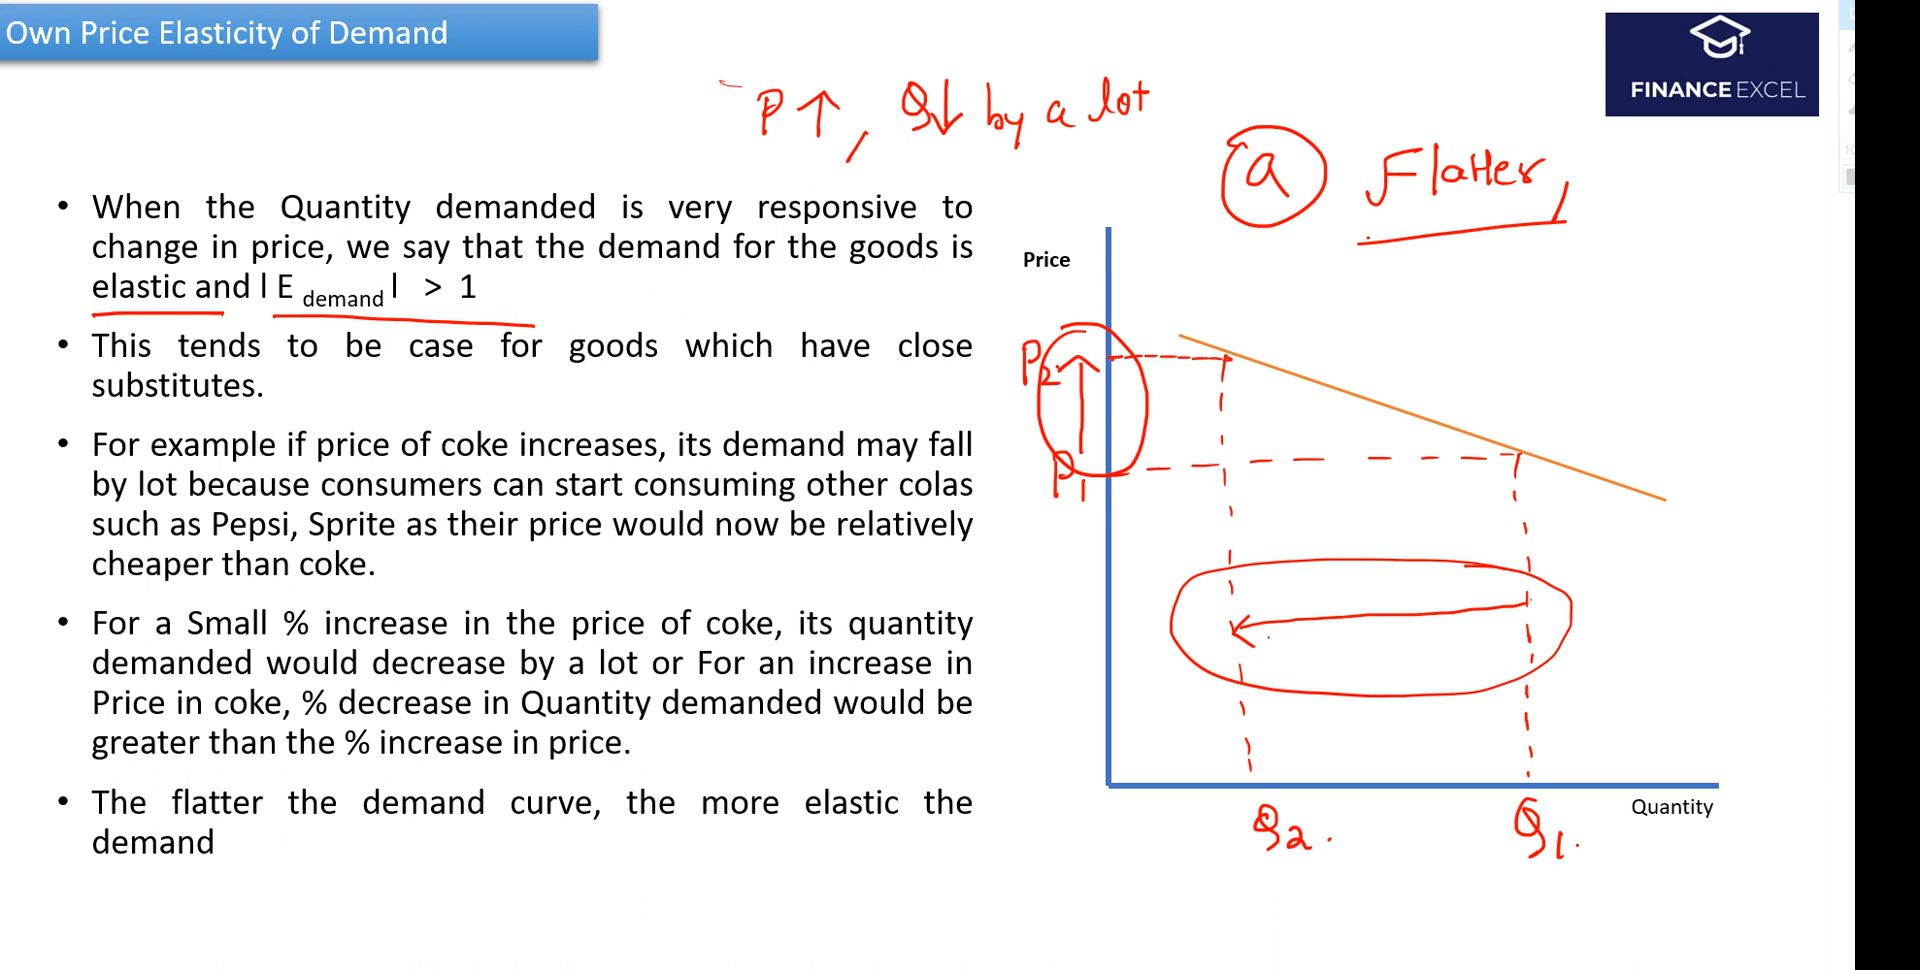 Own Price Elasticity of Demand
FINANCE EXCEL
P↑, Q↓ by a lot
a Flatter,
• When the Quantity demanded is very responsive to
change in price, we say that the demand for the goods is
elastic and | E demand | > 1
• This tends to be case for goods which have close
substitutes.
• For example if price of coke increases, its demand may fall
by lot because consumers can start consuming other colas
such as Pepsi, Sprite as their price would now be relatively
cheaper than coke.
• For a Small % increase in the price of coke, its quantity
demanded would decrease by a lot or For an increase in
Price in coke, % decrease in Quantity demanded would be
greater than the % increase in price.
• The flatter the demand curve, the more elastic the
demand
Price
P2
P1
Quantity
Q2.
Q1.